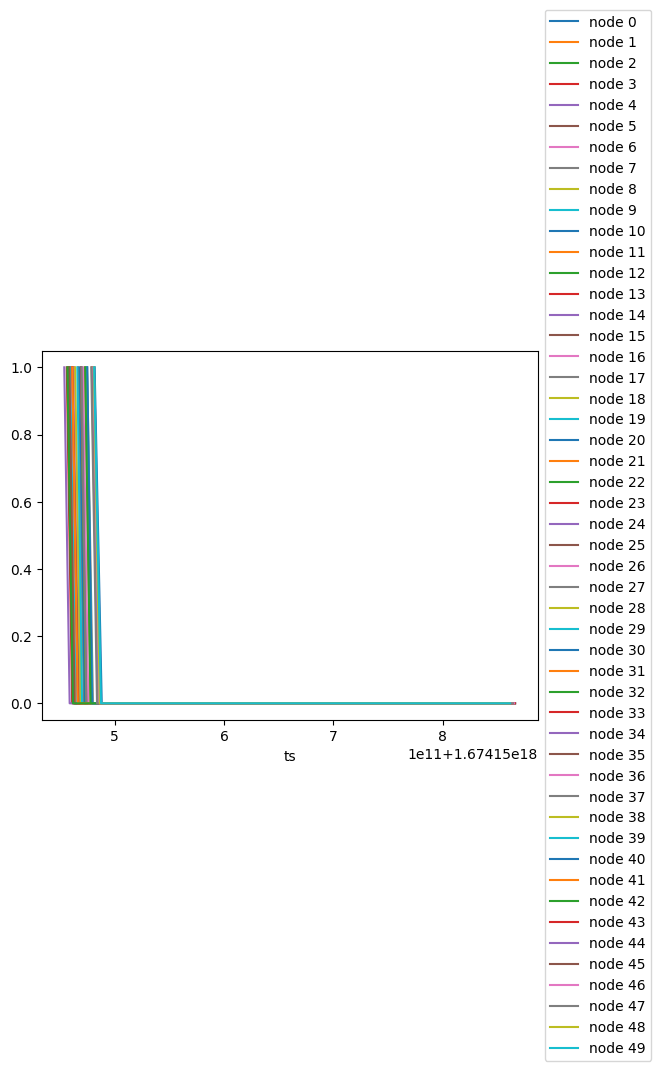 1.0
0.8
0.6
0.4
0.2
0.0
5
6
7
8
1e11+1.67415e18
ts
node 0
node 1
node 2
node 3
node 4
node 5
node 6
node 7
node 8
node 9
node 10
node 11
node 12
node 13
node 14
node 15
node 16
node 17
node 18
node 19
node 20
node 21
node 22
node 23
node 24
node 25
node 26
node 27
node 28
node 29
node 30
node 31
node 32
node 33
node 34
node 35
node 36
node 37
node 38
node 39
node 40
node 41
node 42
node 43
node 44
node 45
node 46
node 47
node 48
node 49